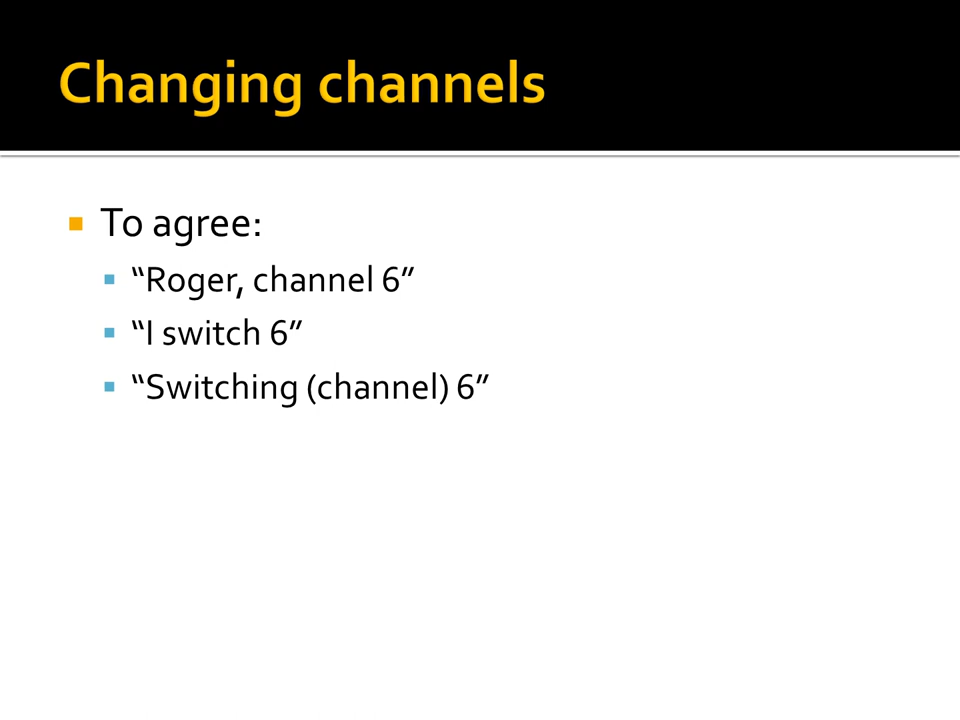 Changing channels
To agree:
“Roger, channel 6”
“I switch 6”
“Switching (channel) 6”